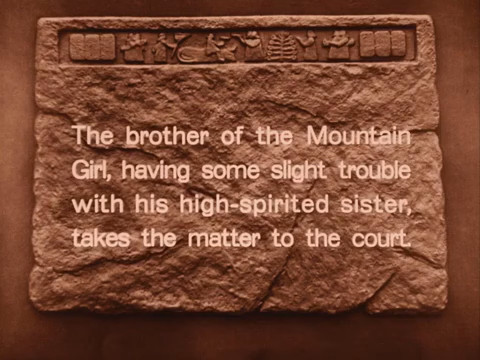 The brother of the Mountain
Girl, having some slight trouble
with his high-spirited sister,
takes the matter to the court.